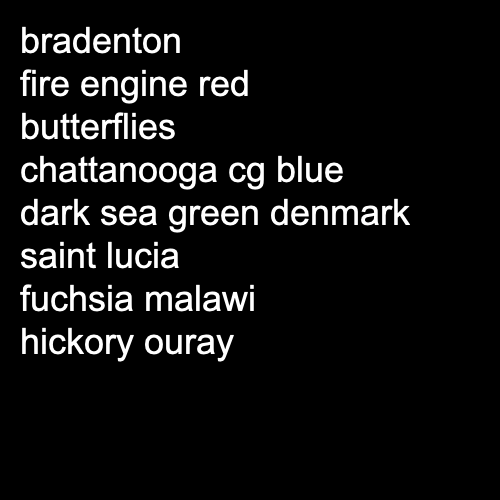 bradenton
fire engine red
butterflies
chattanooga cg blue
dark sea green denmark
saint lucia
fuchsia malawi
hickory ouray